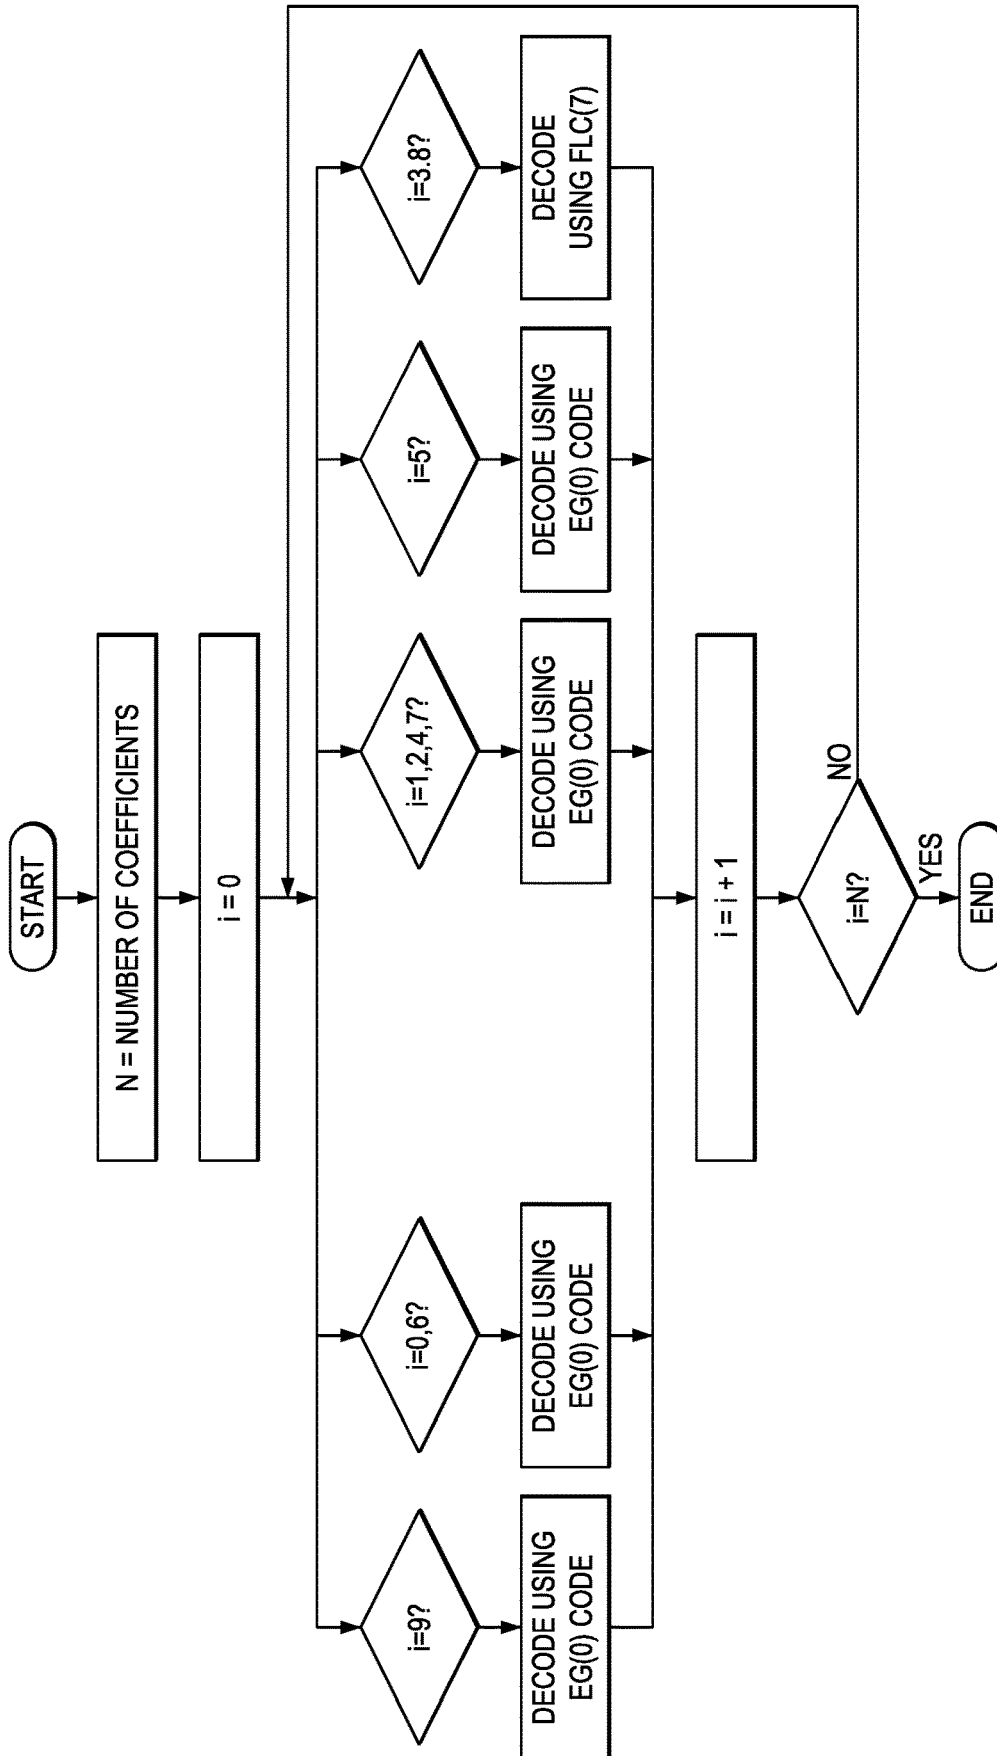 START
N = NUMBER OF COEFFICIENTS
i = 0
i=9?
i=0,6?
i=1,2,4,7?
i=5?
i=3.8?
DECODE USING
EG(0) CODE
DECODE USING
EG(0) CODE
DECODE USING
EG(0) CODE
DECODE USING
EG(0) CODE
DECODE
USING FLC(7)
i = i + 1
i=N?
NO
YES
END